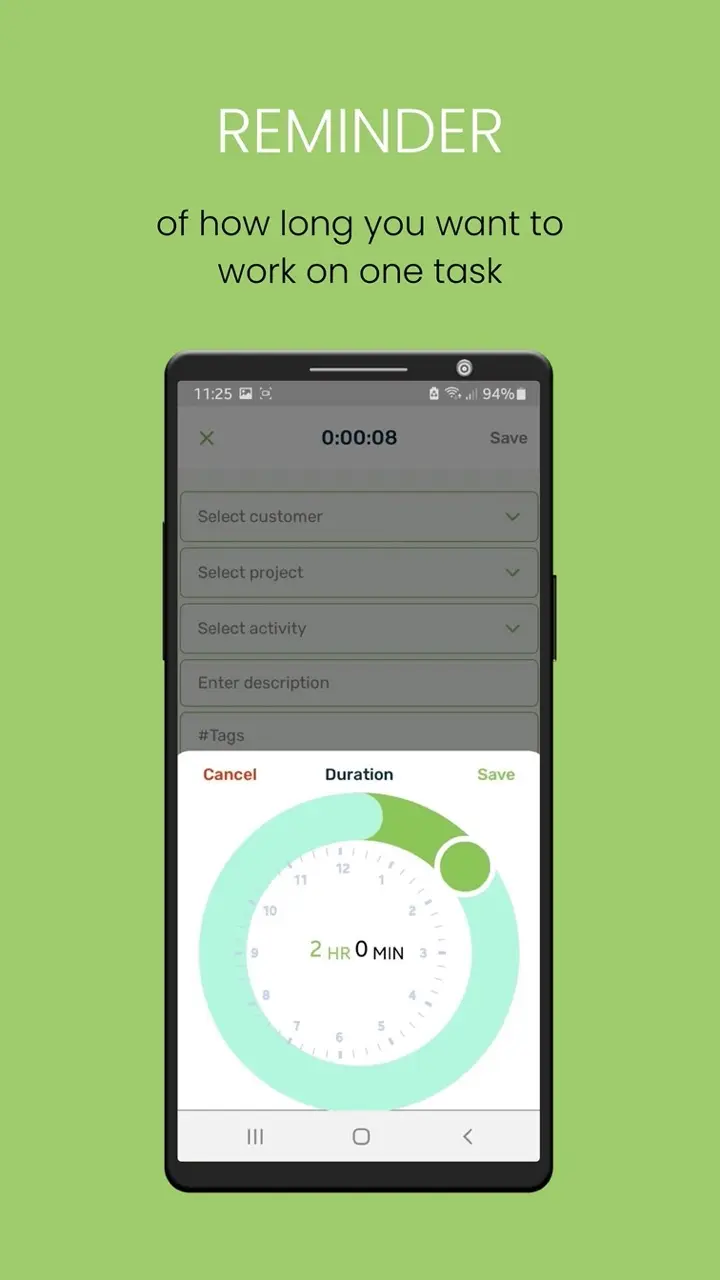 REMINDER
of how long you want to
work on one task
11:25 94%
0:00:08 Save
Select customer
Select project
Select activity
Enter description
#Tags
Cancel Duration Save
12
11 1
10 2
2 HR 0 MIN
9 3
8 4
7 5
6